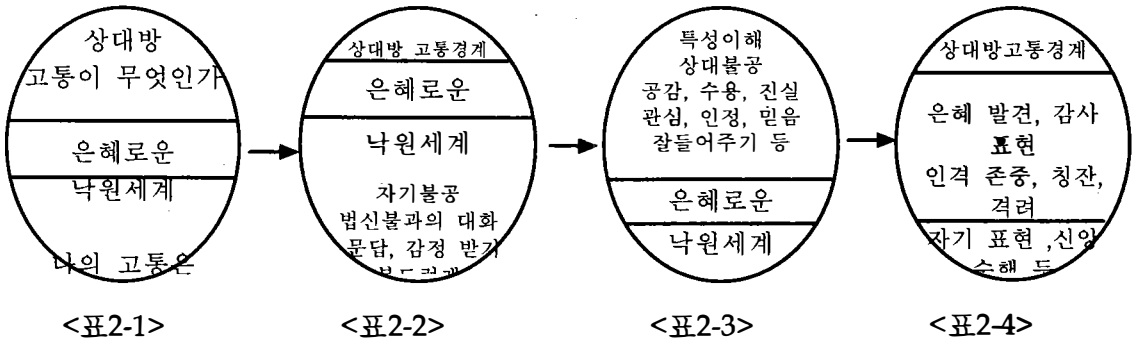 상대방
고통이 무엇인가
은혜로운
낙원세계
나의 고통은
상대방 고통경계
은혜로운
낙원세계
자기불공
법신불과의 대화
문답, 감정 받기
특성이해
상대불공
공감, 수용, 진실
관심, 인정, 믿음
잘들어주기 등
은혜로운
낙원세계
상대방고통경계
은혜 발견, 감사
표현
인격 존중, 칭찬,
격려
자기 표현 ,신앙
수행 등
<표2-1>
<표2-2>
<표2-3>
<표2-4>